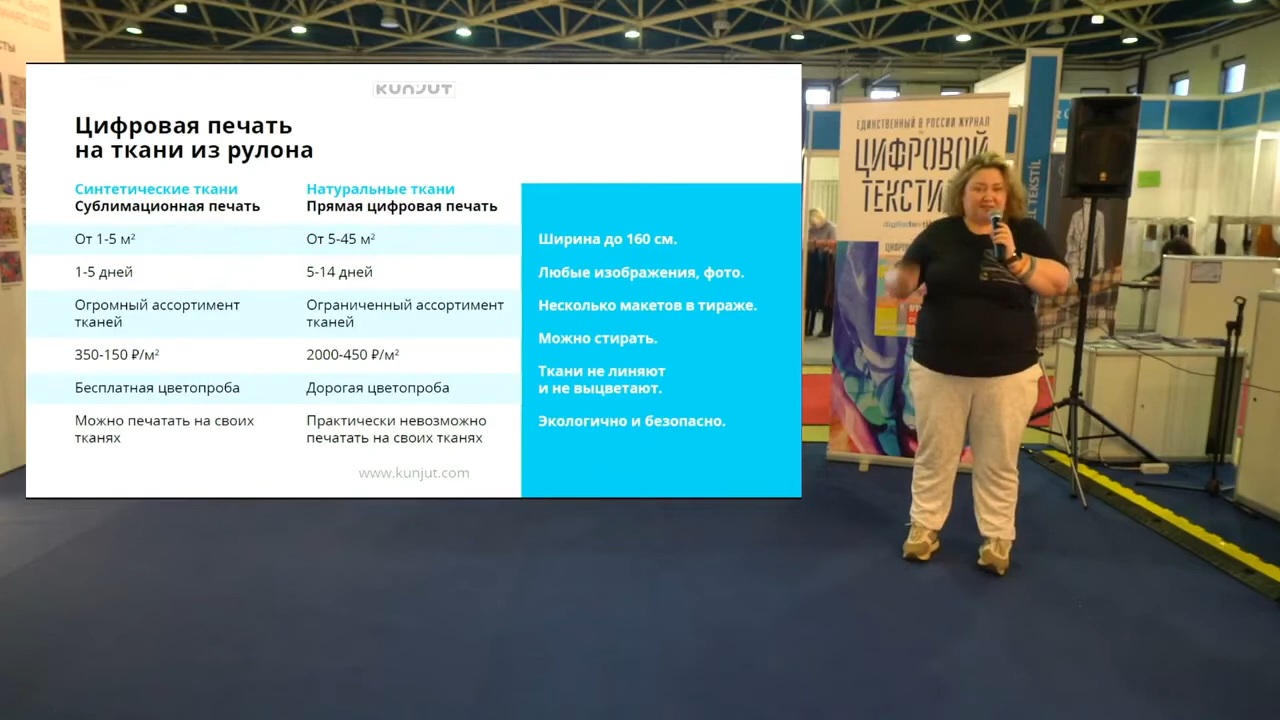 KUNJUT
Цифровая печать
на ткани из рулона
Синтетические ткани
Сублимационная печать
Натуральные ткани
Прямая цифровая печать
От 1-5 м²
От 5-45 м²
Ширина до 160 см.
1-5 дней
5-14 дней
Любые изображения, фото.
Огромный ассортимент
тканей
Ограниченный ассортимент
тканей
Несколько макетов в тираже.
350-150 ₽/м²
2000-450 ₽/м²
Можно стирать.
Бесплатная цветопроба
Дорогая цветопроба
Ткани не линяют
и не выцветают.
Можно печатать на своих
тканях
Практически невозможно
печатать на своих тканях
Экологично и безопасно.
www.kunjut.com
ЕДИНСТВЕННЫЙ В РОССИИ ЖУРНАЛ
ЦИФРОВОЙ
EL TEKSTİL